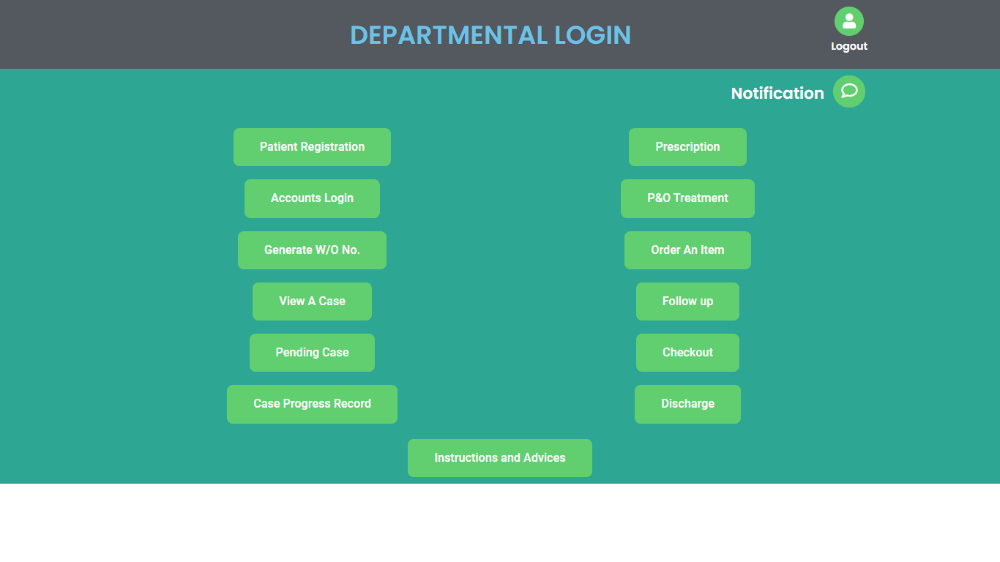 DEPARTMENTAL LOGIN
Logout
Notification
Patient Registration
Prescription
Accounts Login
P&O Treatment
Generate W/O No.
Order An Item
View A Case
Follow up
Pending Case
Checkout
Case Progress Record
Discharge
Instructions and Advices